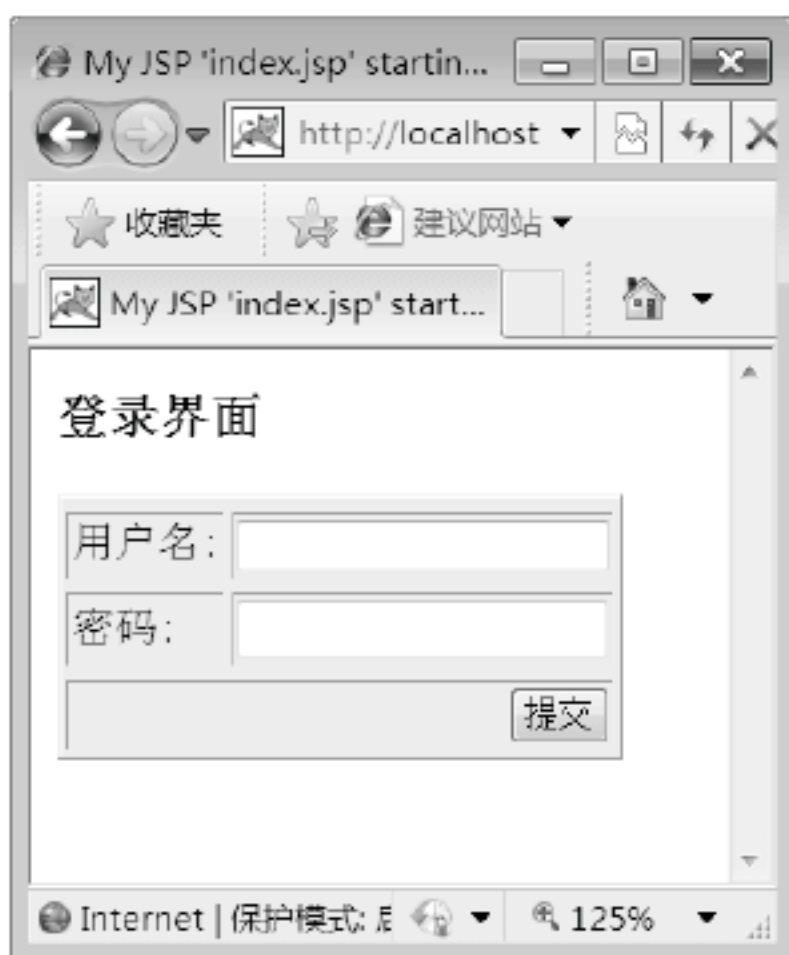 My JSP 'index.jsp' startin...
http://localhost
收藏夹 建议网站
My JSP 'index.jsp' start...
登录界面
用户名:
密码:
提交
Internet | 保护模式: 125%